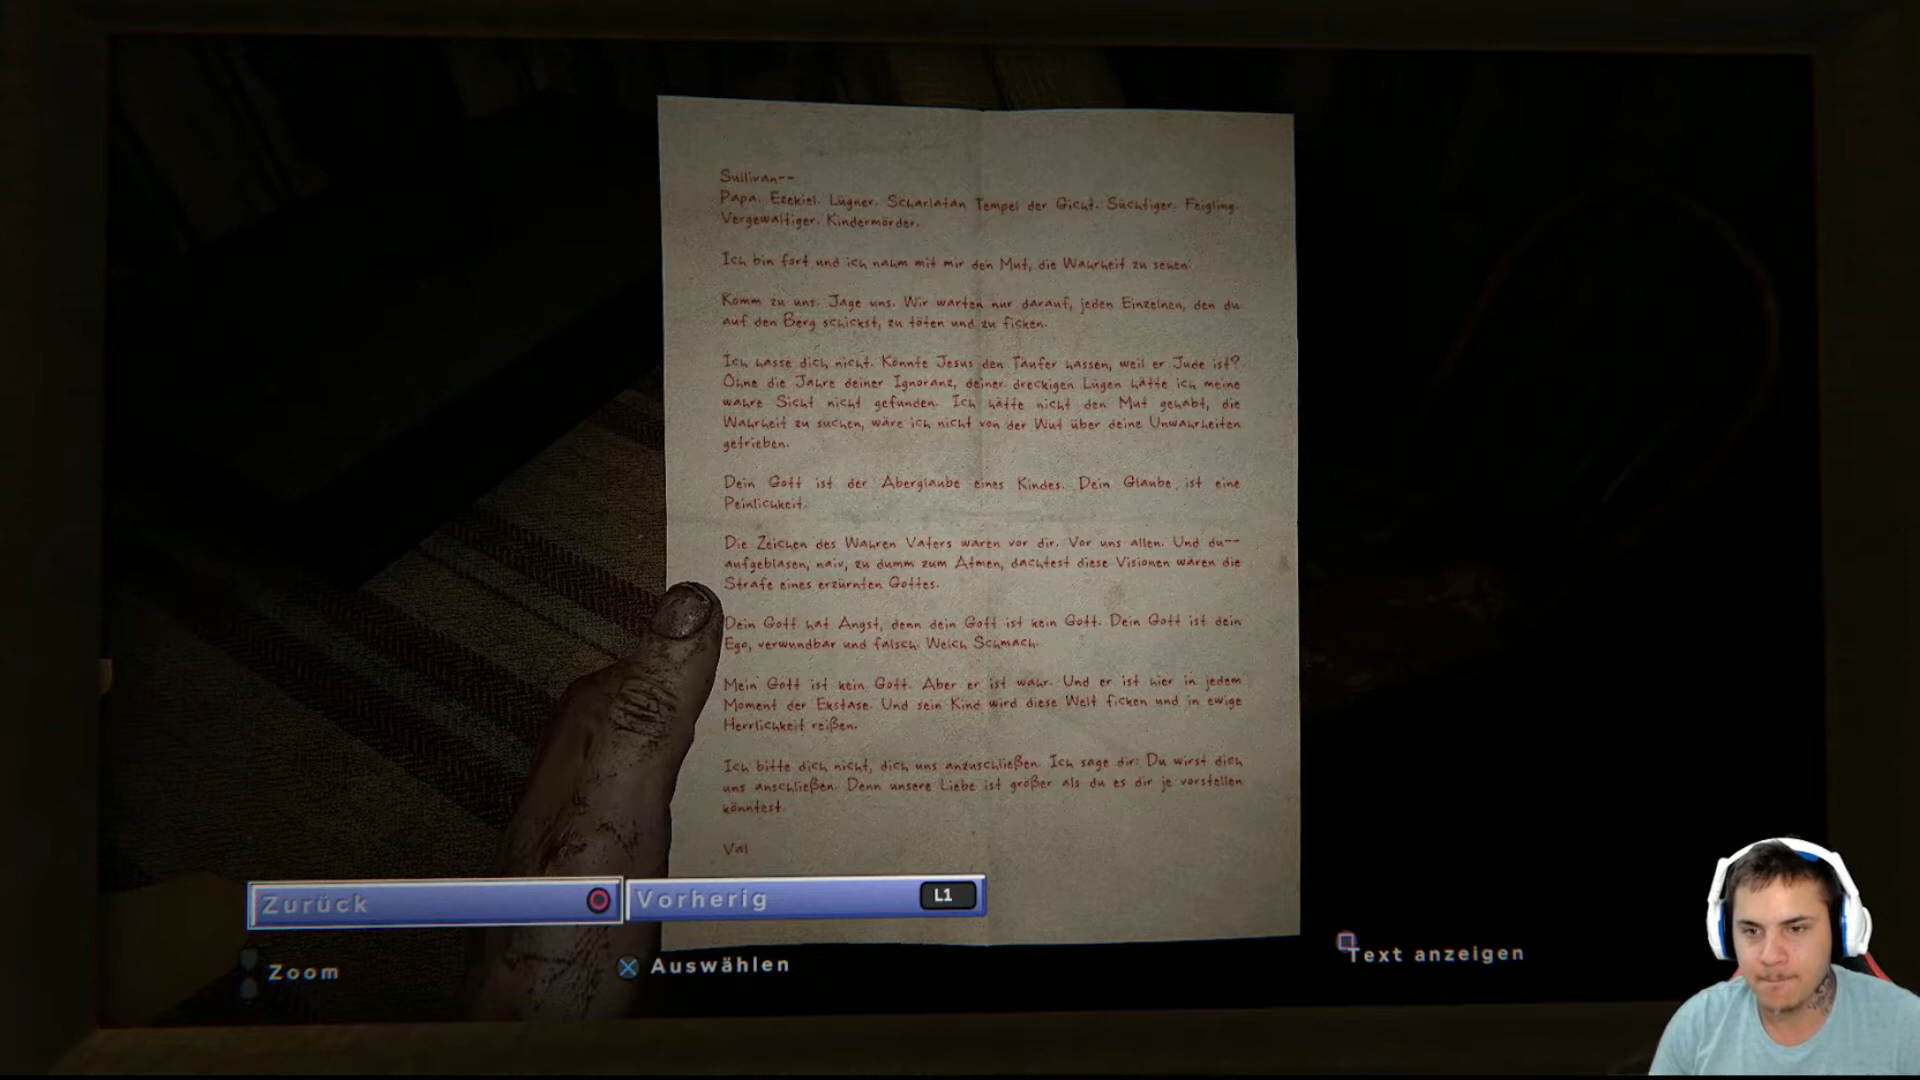 Sullivan--
Papa. Ezekiel. Lügner. Scharlatan Tempel der Gicht. Süchtiger. Feigling.
Vergewaltiger. Kindermörder.
Ich bin fort und ich nahm mit mir den Mut, die Wahrheit zu sehen.
Komm zu uns. Jage uns. Wir warten nur darauf, jeden Einzelnen, den du
auf den Berg schickst, zu töten und zu ficken.
Ich hasse dich nicht. Könnte Jesus den Täufer hassen, weil er Jude ist?
Ohne die Jahre deiner Ignoranz, deiner dreckigen Lügen hätte ich meine
wahre Sicht nicht gefunden. Ich hätte nicht den Mut gehabt, die
Wahrheit zu suchen, wäre ich nicht von der Wut über deine Unwahrheiten
getrieben.
Dein Gott ist der Aberglaube eines Kindes. Dein Glaube ist eine
Peinlichkeit.
Die Zeichen des Wahren Vaters waren vor dir. Vor uns allen. Und du--
aufgeblasen, naiv, zu dumm zum Atmen, dachtest diese Visionen wären die
Strafe eines erzürnten Gottes.
Dein Gott hat Angst, denn dein Gott ist kein Gott. Dein Gott ist dein
Ego, verwundbar und falsch. Welch Schmach.
Mein Gott ist kein Gott. Aber er ist wahr. Und er ist hier in jedem
Moment der Ekstase. Und sein Kind wird diese Welt ficken und in ewige
Herrlichkeit reißen.
Ich bitte dich nicht, dich uns anzuschließen. Ich sage dir: Du wirst dich
uns anschließen. Denn unsere Liebe ist größer als du es dir je vorstellen
könntest.
Val
Zurück
Vorherig L1
Zoom
Auswählen
Text anzeigen